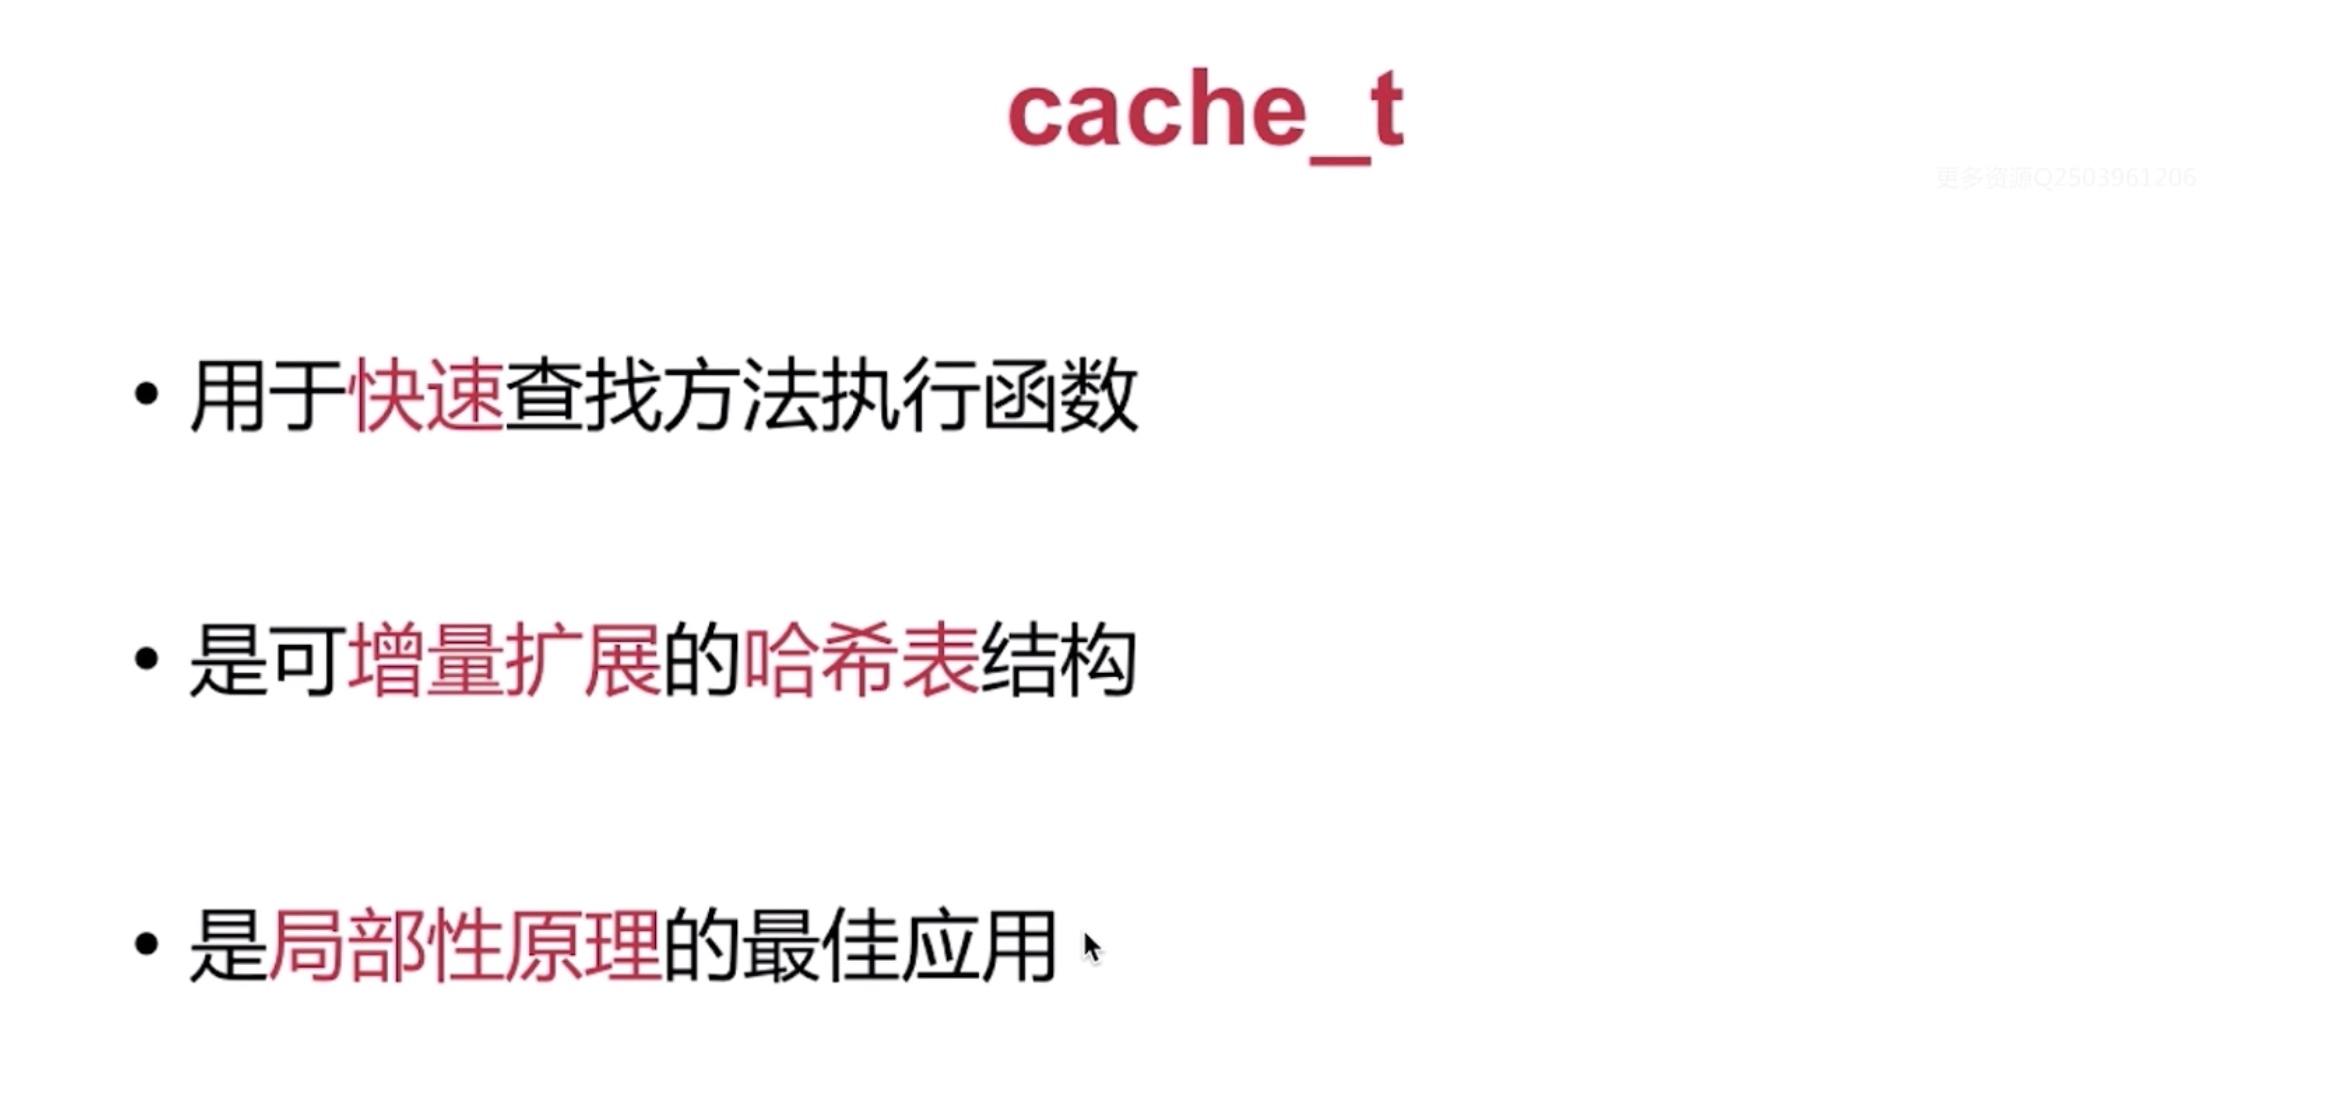 cache_t
更多资源Q2503961206
• 用于快速查找方法执行函数
• 是可增量扩展的哈希表结构
• 是局部性原理的最佳应用